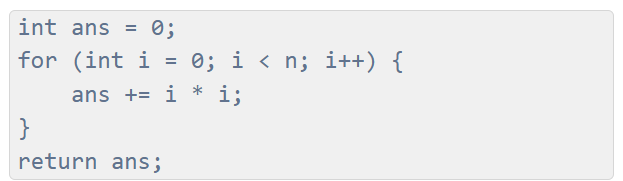 int ans = 0;
for (int i = 0; i < n; i++) {
    ans += i * i;
}
return ans;